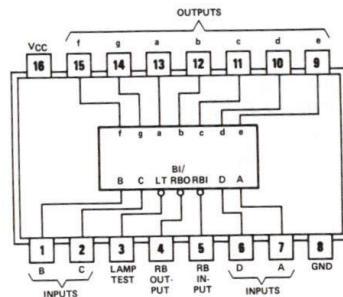 OUTPUTS
VCC f g a b c d e
16 15 14 13 12 11 10 9
f g a b c d e
BI/
B C LT RBO RBI D A
1 2 3 4 5 6 7 8
B C LAMP TEST RB OUT- PUT RB IN- PUT D A GND
INPUTS INPUTS